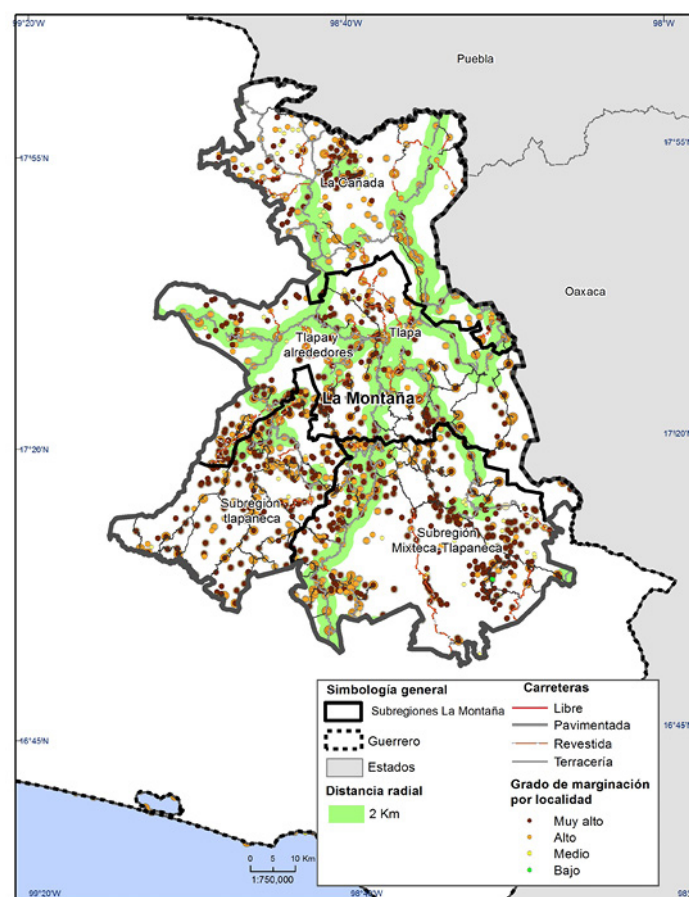 99°20'W
98°40'W
98°W
Puebla
17°55'N
17°55'N
La Cañada
Oaxaca
Tlapa y
alrededores
Tlapa
La Montaña
17°20'N
17°20'N
Subregión
tlapaneca
Subregión
Mixteca-Tlapaneca
16°45'N
16°45'N
Simbología general
Subregiones La Montaña
Guerrero
Estados
Distancia radial
2 Km
Carreteras
Libre
Pavimentada
Revestida
Terracería
Grado de marginación
por localidad
Muy alto
Alto
Medio
Bajo
0 5 10 Km
1:750,000
99°20'W
98°40'W
98°W